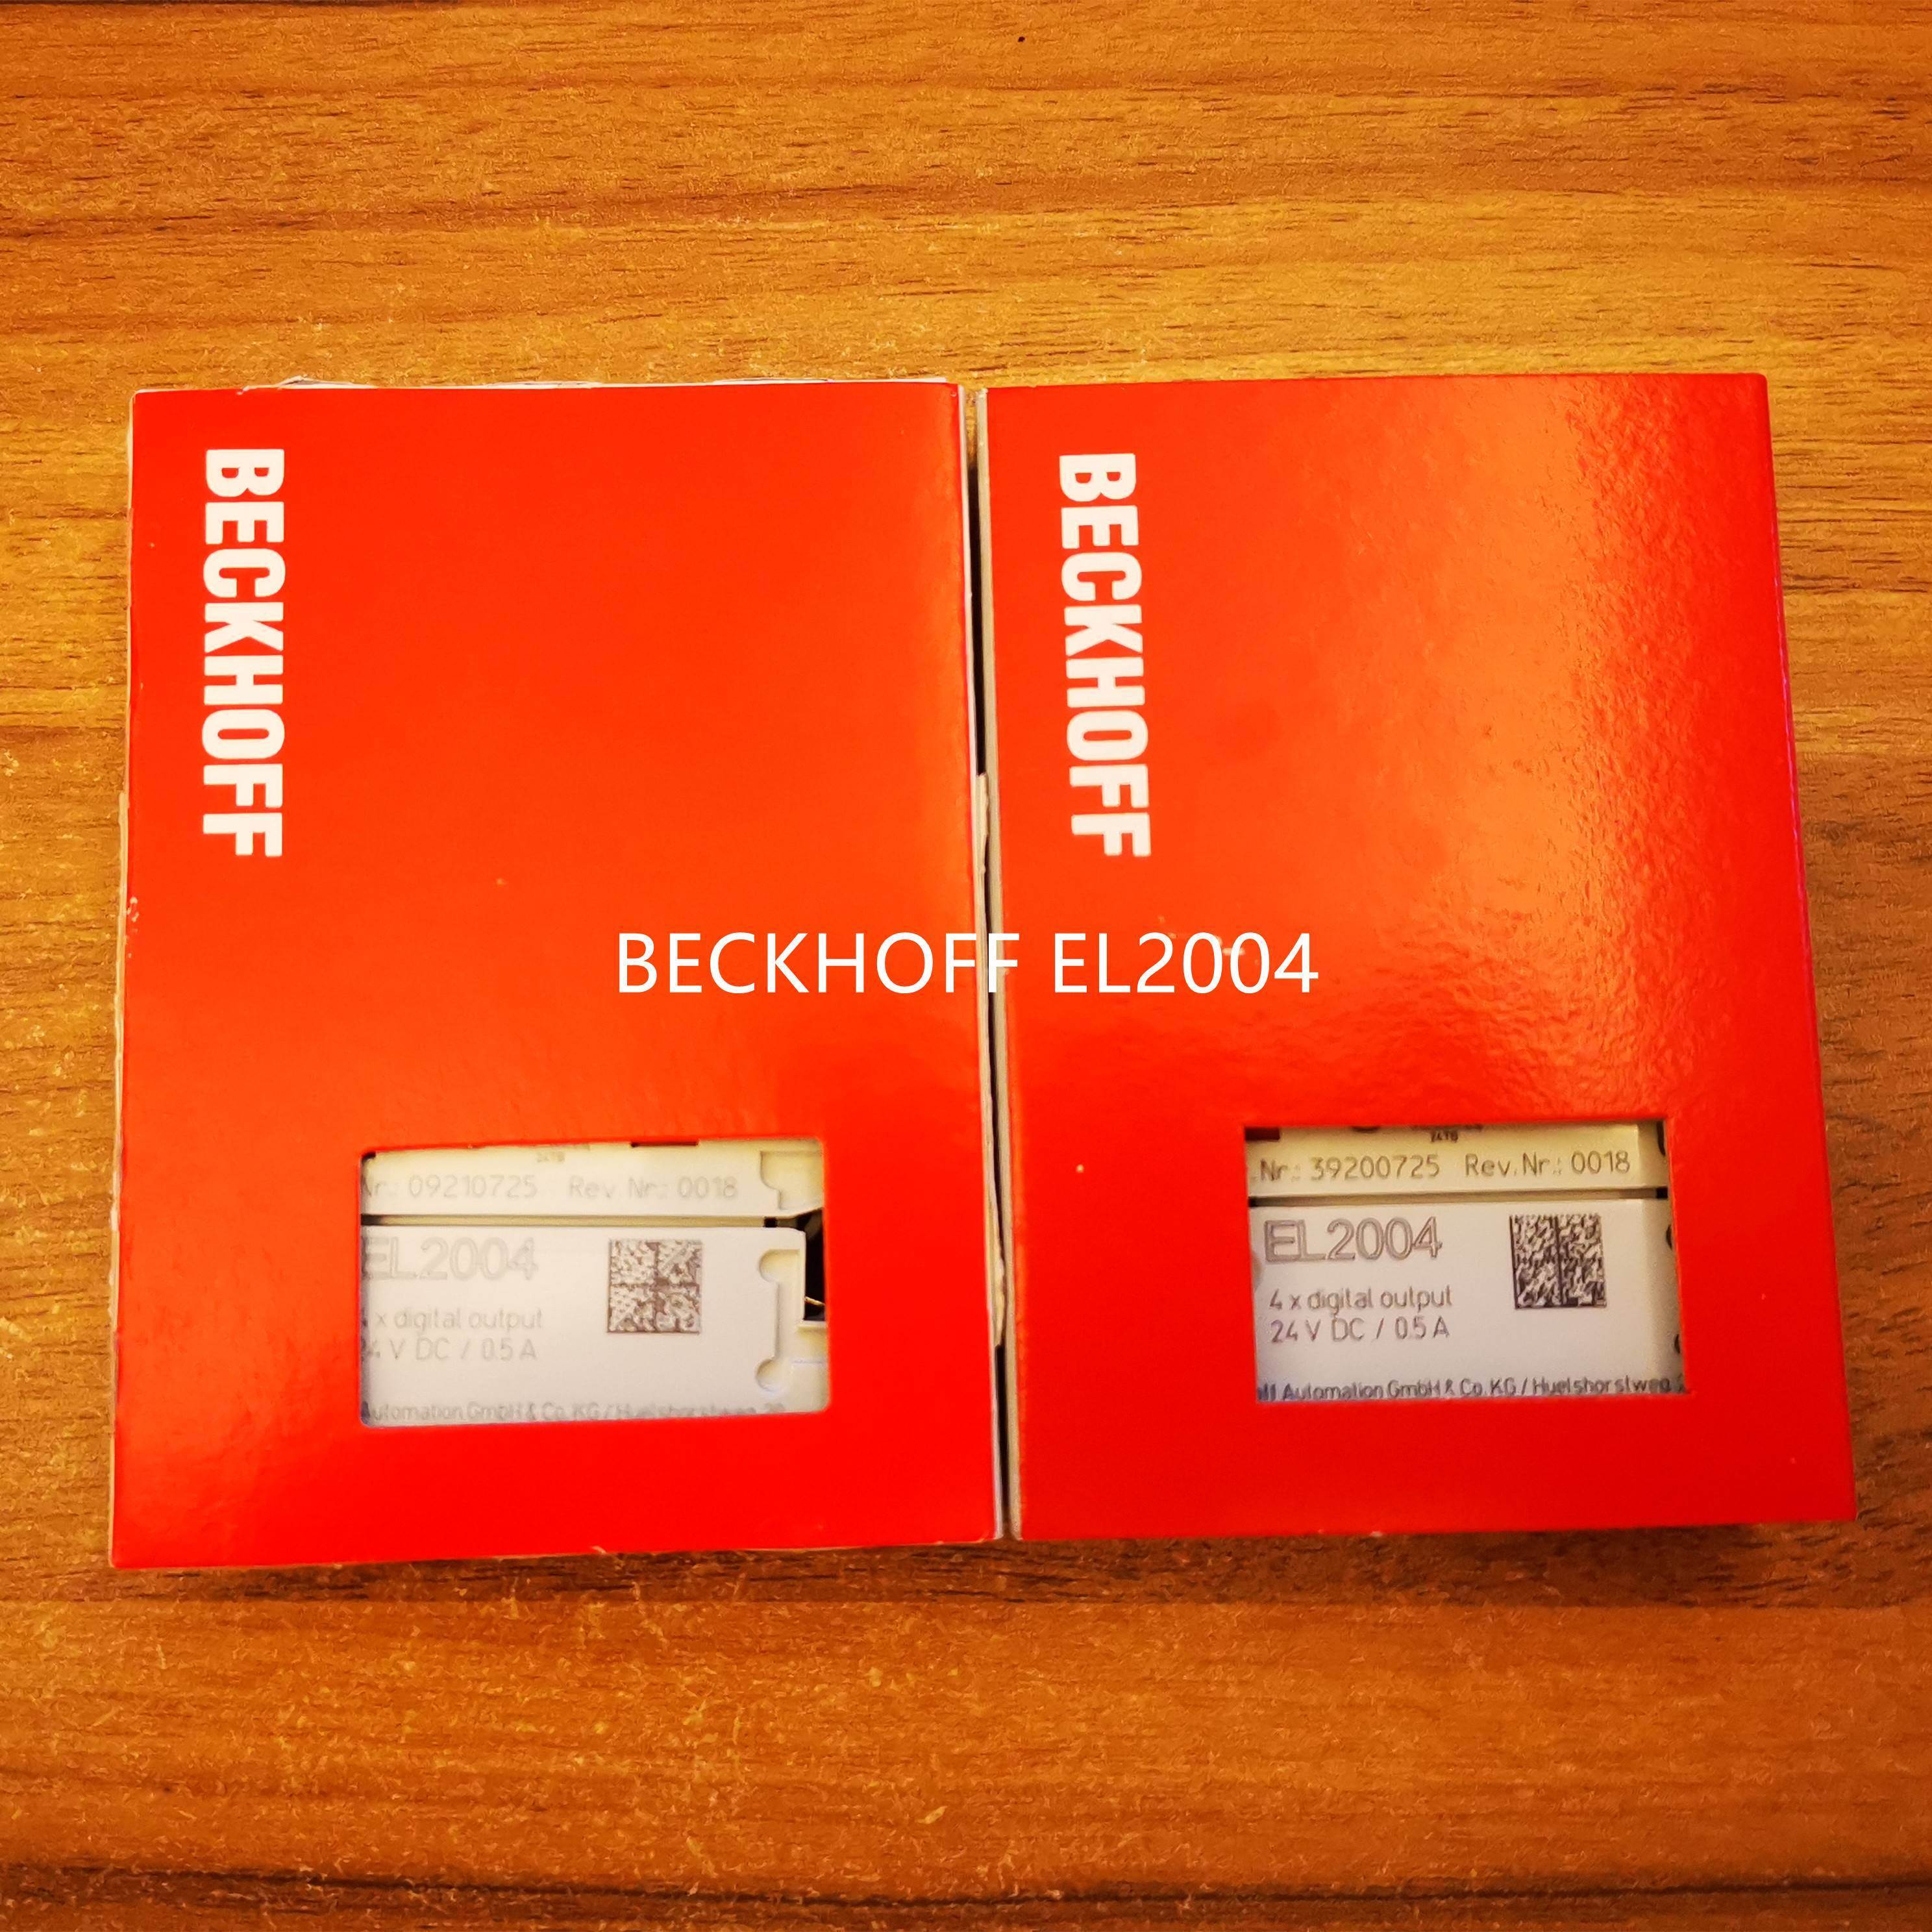 BECKHOFF
BECKHOFF
BECKHOFF EL2004
Nr.: 09210725 Rev.Nr.: 0018
EL2004
x digital output
24 V DC / 0.5 A
Automation GmbH & Co. KG / Huelshorstweg 20
.Nr.: 39200725 Rev.Nr.: 0018
EL2004
4 x digital output
24 V DC / 0.5 A
Automation GmbH & Co. KG / Huelshorstweg